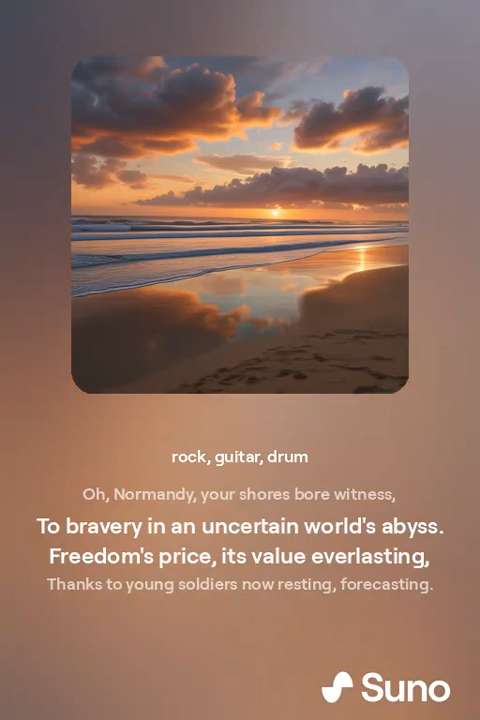 rock, guitar, drum
Oh, Normandy, your shores bore witness,
To bravery in an uncertain world's abyss.
Freedom's price, its value everlasting,
Thanks to young soldiers now resting, forecasting.
Suno